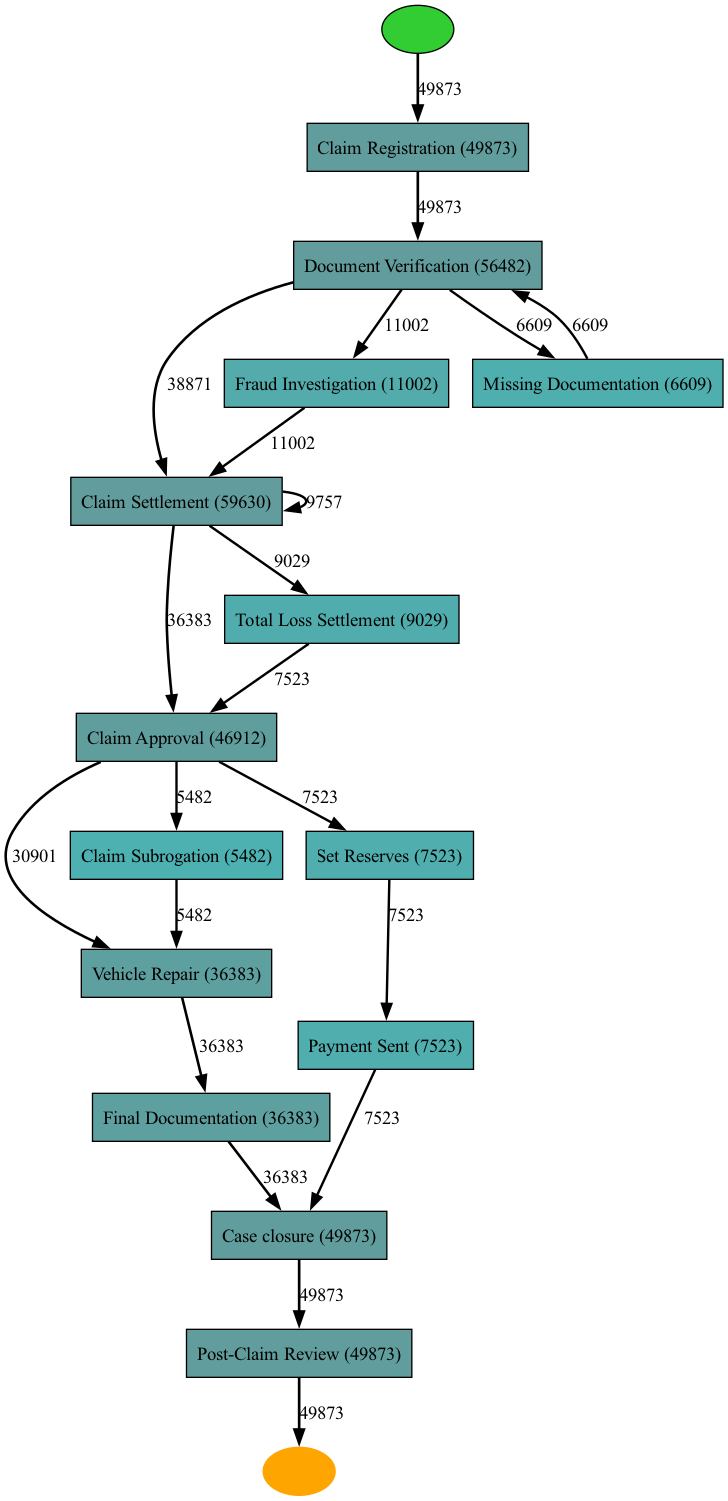 49873
Claim Registration (49873)
49873
Document Verification (56482)
11002
6609
6609
38871
Fraud Investigation (11002)
Missing Documentation (6609)
11002
Claim Settlement (59630)
9757
9029
36383
Total Loss Settlement (9029)
7523
Claim Approval (46912)
5482
7523
30901
Claim Subrogation (5482)
Set Reserves (7523)
5482
7523
Vehicle Repair (36383)
36383
Payment Sent (7523)
Final Documentation (36383)
7523
36383
Case closure (49873)
49873
Post-Claim Review (49873)
49873